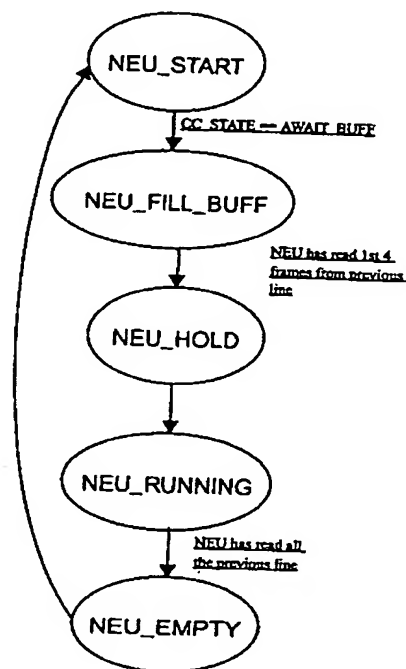 NEU_START
CC_STATE == AWAIT_BUFF
NEU_FILL_BUFF
NEU has read 1st 4
frames from previous
line
NEU_HOLD
NEU_RUNNING
NEU has read all
the previous line
NEU_EMPTY